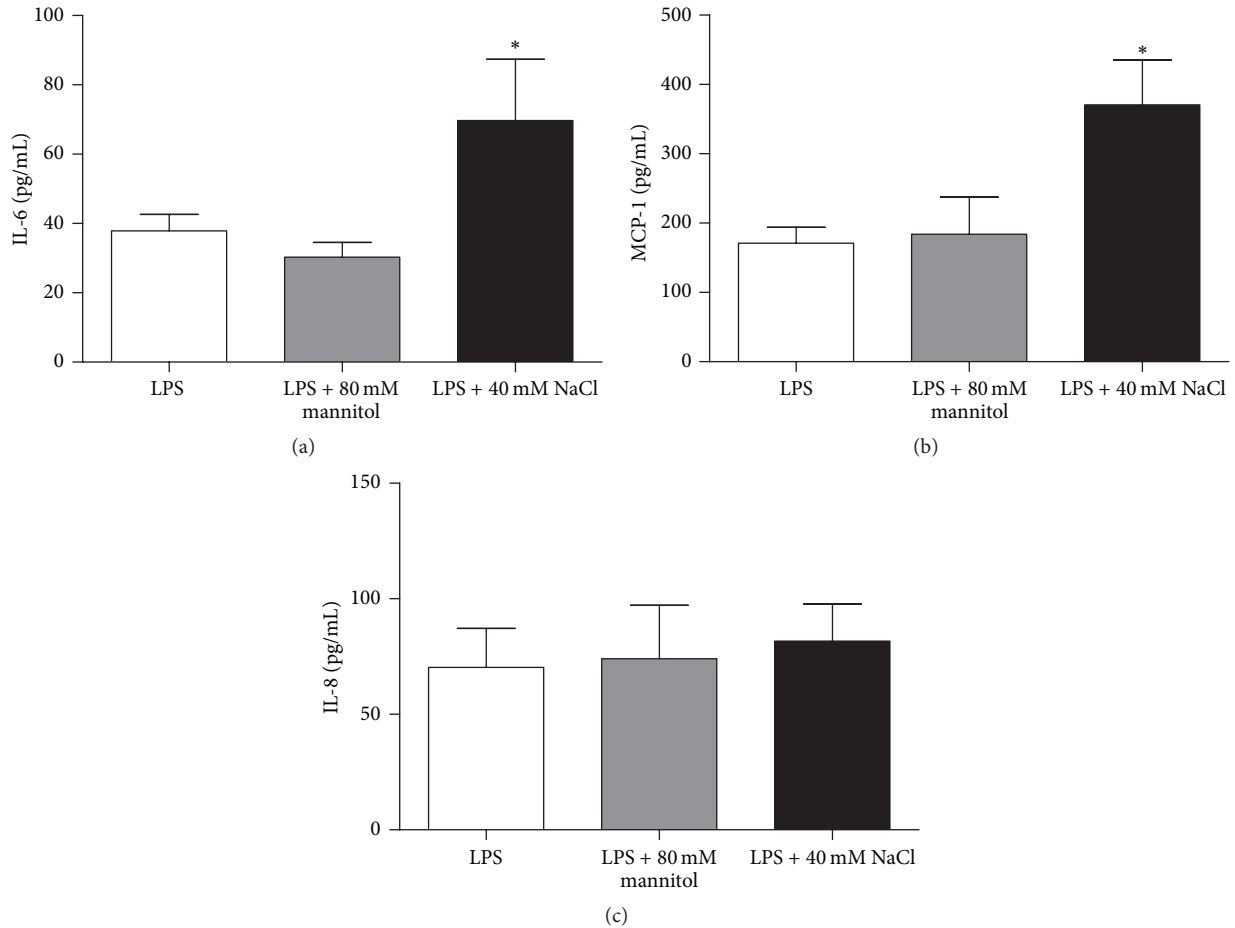 100
80
60
40
20
0
IL-6 (pg/mL)
*
LPS
LPS + 80 mM
mannitol
LPS + 40 mM NaCl
(a)
500
400
300
200
100
0
MCP-1 (pg/mL)
*
LPS
LPS + 80 mM
mannitol
LPS + 40 mM NaCl
(b)
150
100
50
0
IL-8 (pg/mL)
LPS
LPS + 80 mM
mannitol
LPS + 40 mM NaCl
(c)